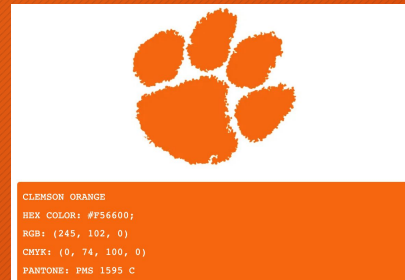 CLEMSON ORANGE
HEX COLOR: #F56600;
RGB: (245, 102, 0)
CMYK: (0, 74, 100, 0)
PANTONE: PMS 1595 C